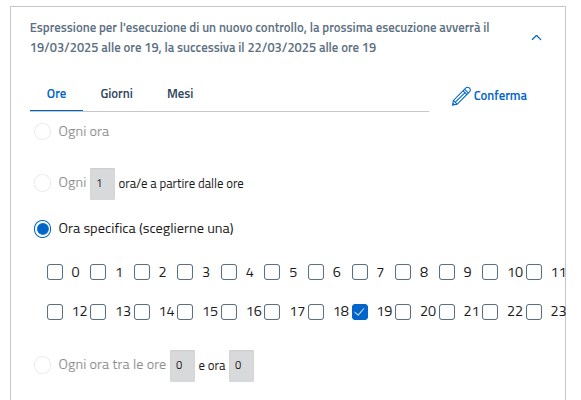 Espressione per l'esecuzione di un nuovo controllo, la prossima esecuzione avverrà il
19/03/2025 alle ore 19, la successiva il 22/03/2025 alle ore 19
Ore Giorni Mesi Conferma
Ogni ora
Ogni 1 ora/e a partire dalle ore
Ora specifica (sceglierne una)
0 1 2 3 4 5 6 7 8 9 10 11
12 13 14 15 16 17 18 19 20 21 22 23
Ogni ora tra le ore 0 e ora 0